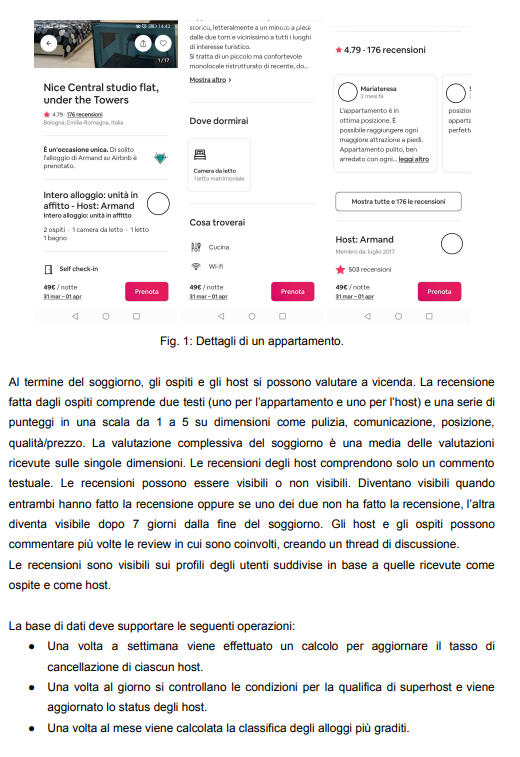 14:43
1/17
Nice Central studio flat,
under the Towers
4.79 · 176 recensioni
Bologna, Emilia-Romagna, Italia
È un'occasione unica. Di solito
l'alloggio di Armand su Airbnb è
prenotato.
Intero alloggio: unità in
affitto - Host: Armand
Intero alloggio: unità in affitto
2 ospiti · 1 camera da letto · 1 letto
1 bagno
Self check-in
49€ / notte
31 mar – 01 apr
Prenota
storico, letteralmente a un minuto a piedi
dalle due torri e vicinissimo a tutti i luoghi
di interesse turistico.
Si tratta di un piccolo ma confortevole
monolocale ristrutturato di recente, do...
Mostra altro >
Dove dormirai
Camera da letto
1 letto matrimoniale
Cosa troverai
Cucina
Wi-fi
49€ / notte
31 mar – 01 apr
Prenota
4.79 · 176 recensioni
Mariateresa
2 mesi fa
L'appartamento è in
ottima posizione. È
possibile raggiungere ogni
maggiore attrazione a piedi.
Appartamento pulito, ben
arredato con ogni... leggi altro
S
posizio
apparta
perfett
Mostra tutte e 176 le recensioni
Host: Armand
Membro da: luglio 2017
503 recensioni
49€ / notte
31 mar – 01 apr
Prenota
Fig. 1: Dettagli di un appartamento.
Al termine del soggiorno, gli ospiti e gli host si possono valutare a vicenda. La recensione
fatta dagli ospiti comprende due testi (uno per l'appartamento e uno per l'host) e una serie di
punteggi in una scala da 1 a 5 su dimensioni come pulizia, comunicazione, posizione,
qualità/prezzo. La valutazione complessiva del soggiorno è una media delle valutazioni
ricevute sulle singole dimensioni. Le recensioni degli host comprendono solo un commento
testuale. Le recensioni possono essere visibili o non visibili. Diventano visibili quando
entrambi hanno fatto la recensione oppure se uno dei due non ha fatto la recensione, l'altra
diventa visibile dopo 7 giorni dalla fine del soggiorno. Gli host e gli ospiti possono
commentare più volte le review in cui sono coinvolti, creando un thread di discussione.
Le recensioni sono visibili sui profili degli utenti suddivise in base a quelle ricevute come
ospite e come host.
La base di dati deve supportare le seguenti operazioni:
● Una volta a settimana viene effettuato un calcolo per aggiornare il tasso di
cancellazione di ciascun host.
● Una volta al giorno si controllano le condizioni per la qualifica di superhost e viene
aggiornato lo status degli host.
● Una volta al mese viene calcolata la classifica degli alloggi più graditi.